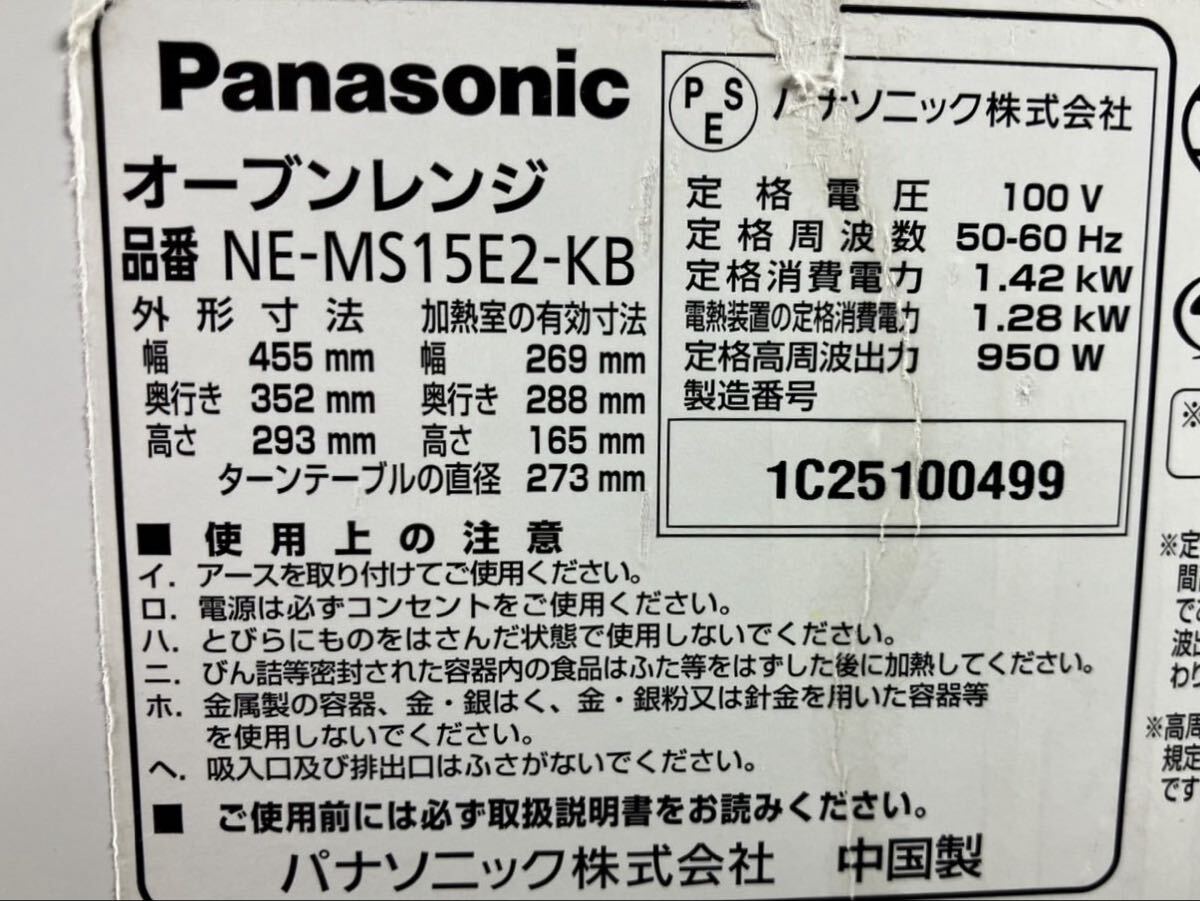 Panasonic
オーブンレンジ
品番 NE-MS15E2-KB
外形寸法 加熱室の有効寸法
幅 455 mm 幅 269 mm
奥行き 352 mm 奥行き 288 mm
高さ 293 mm 高さ 165 mm
ターンテーブルの直径 273 mm
PSE パナソニック株式会社
定格電圧 100 V
定格周波数 50-60 Hz
定格消費電力 1.42 kW
電熱装置の定格消費電力 1.28 kW
定格高周波出力 950 W
製造番号
1C25100499
■ 使用上の注意
イ. アースを取り付けてご使用ください。
ロ. 電源は必ずコンセントをご使用ください。
ハ. とびらにものをはさんだ状態で使用しないでください。
ニ. びん詰等密封された容器内の食品はふた等をはずした後に加熱してください。
ホ. 金属製の容器、金・銀はく、金・銀粉又は針金を用いた容器等
を使用しないでください。
ヘ. 吸入口及び排出口はふさがないでください。
■ ご使用前には必ず取扱説明書をお読みください。
パナソニック株式会社 中国製
※
※定
間
で
波出
わり
※高周
規定
です